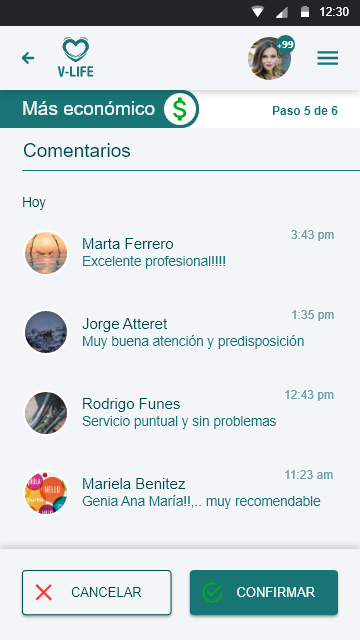 12:30
V-LIFE
+99
Más económico
$
Paso 5 de 6
Comentarios
Hoy
3:43 pm
Marta Ferrero
Excelente profesional!!!!
1:35 pm
Jorge Atteret
Muy buena atención y predisposición
12:43 pm
Rodrigo Funes
Servicio puntual y sin problemas
11:23 am
Mariela Benitez
Genia Ana María!!,.. muy recomendable
HOLA
HELLO
CANCELAR
CONFIRMAR